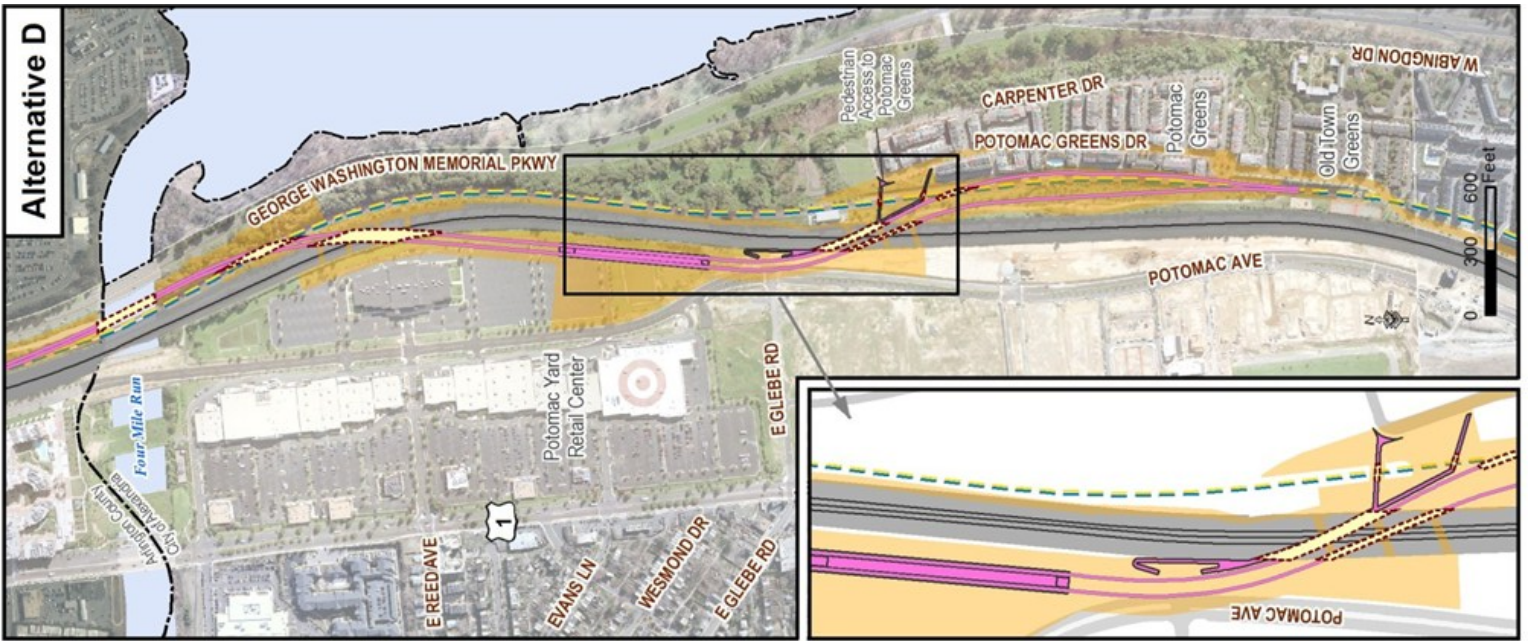 Alternative D
GEORGE WASHINGTON MEMORIAL PKWY
Pedestrian
Access to
Potomac
Greens
CARPENTER DR
W ABINGDON DR
POTOMAC GREENS DR
Potomac
Greens
Old Town
Greens
POTOMAC AVE
0 300 600
Feet
N
Four Mile Run
Arlington County
City of Alexandria
Potomac Yard
Retail Center
E GLEBE RD
1
E REED AVE
EVANS LN
WESMOND DR
E GLEBE RD
POTOMAC AVE